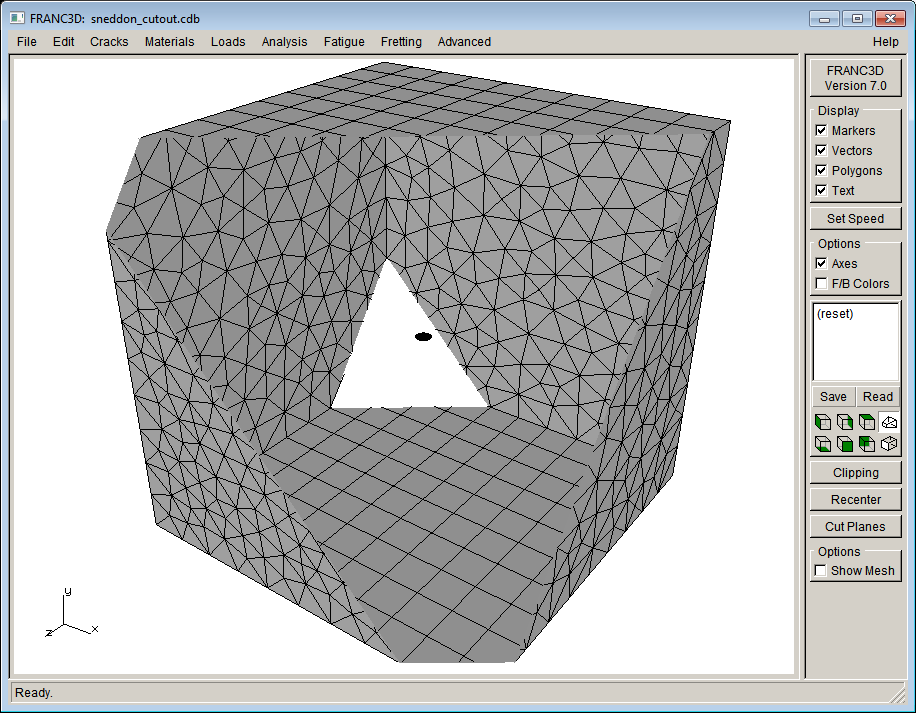 FRANC3D: sneddon_cutout.cdb
File Edit Cracks Materials Loads Analysis Fatigue Fretting Advanced Help
FRANC3D
Version 7.0
Display
Markers
Vectors
Polygons
Text
Set Speed
Options
Axes
F/B Colors
(reset)
Save Read
Clipping
Recenter
Cut Planes
Options
Show Mesh
y
z x
Ready.